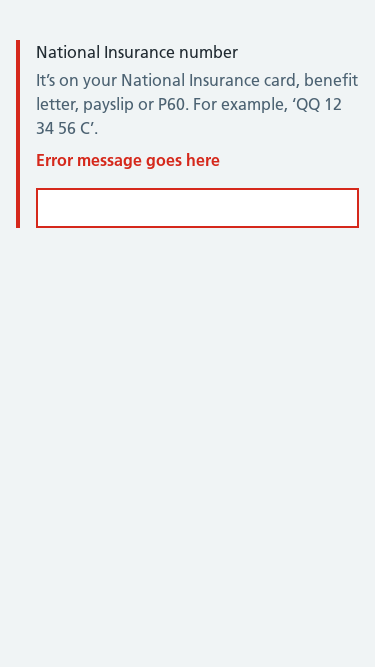 National Insurance number
It’s on your National Insurance card, benefit
letter, payslip or P60. For example, ‘QQ 12
34 56 C’.
Error message goes here